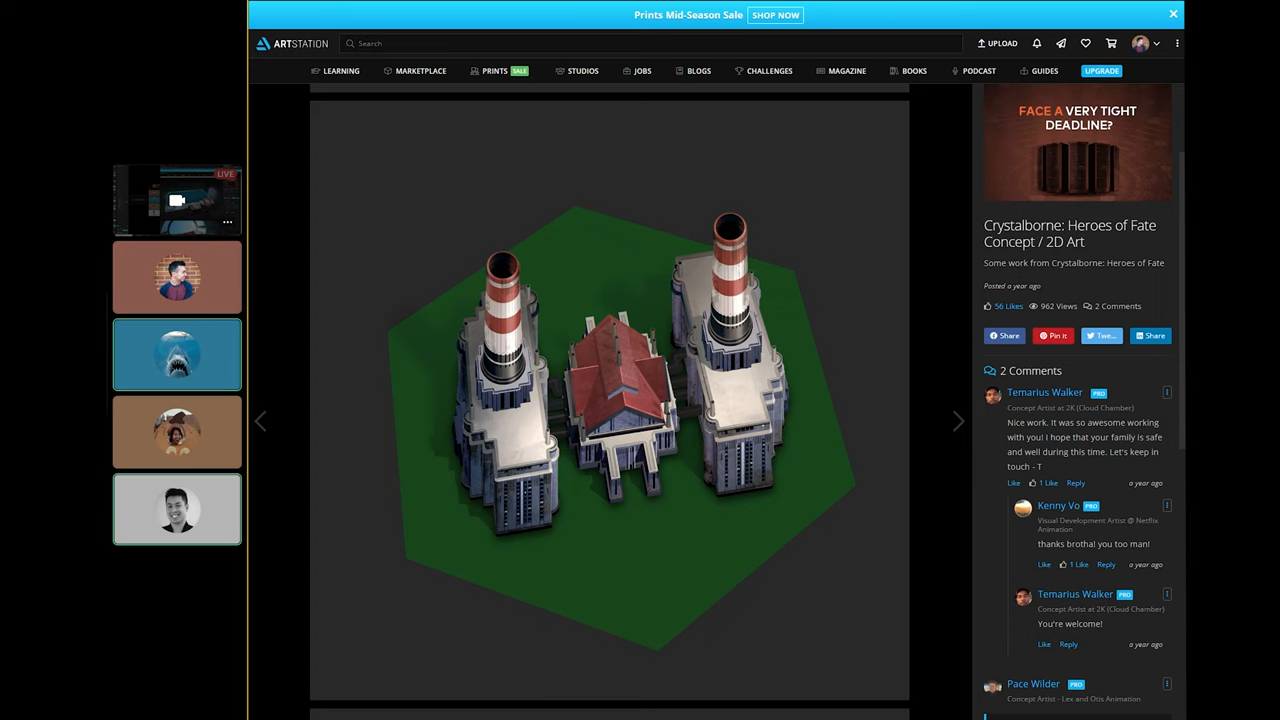 Prints Mid-Season Sale SHOP NOW
ARTSTATION
Search
UPLOAD
LEARNING MARKETPLACE PRINTS SALE STUDIOS JOBS BLOGS CHALLENGES MAGAZINE BOOKS PODCAST GUIDES UPGRADE
LIVE
FACE A VERY TIGHT
DEADLINE?
Crystalborne: Heroes of Fate
Concept / 2D Art
Some work from Crystalborne: Heroes of Fate
Posted a year ago
56 Likes 962 Views 2 Comments
Share Pin it Twe... Share
2 Comments
Temarius Walker PRO
Concept Artist at 2K (Cloud Chamber)
Nice work. It was so awesome working
with you! I hope that your family is safe
and well during this time. Let's keep in
touch - T
Like 1 Like Reply a year ago
Kenny Vo PRO
Visual Development Artist @ Netflix
Animation
thanks brotha! you too man!
Like 1 Like Reply a year ago
Temarius Walker PRO
Concept Artist at 2K (Cloud Chamber)
You're welcome!
Like Reply a year ago
Pace Wilder PRO
Concept Artist - Lex and Otis Animation